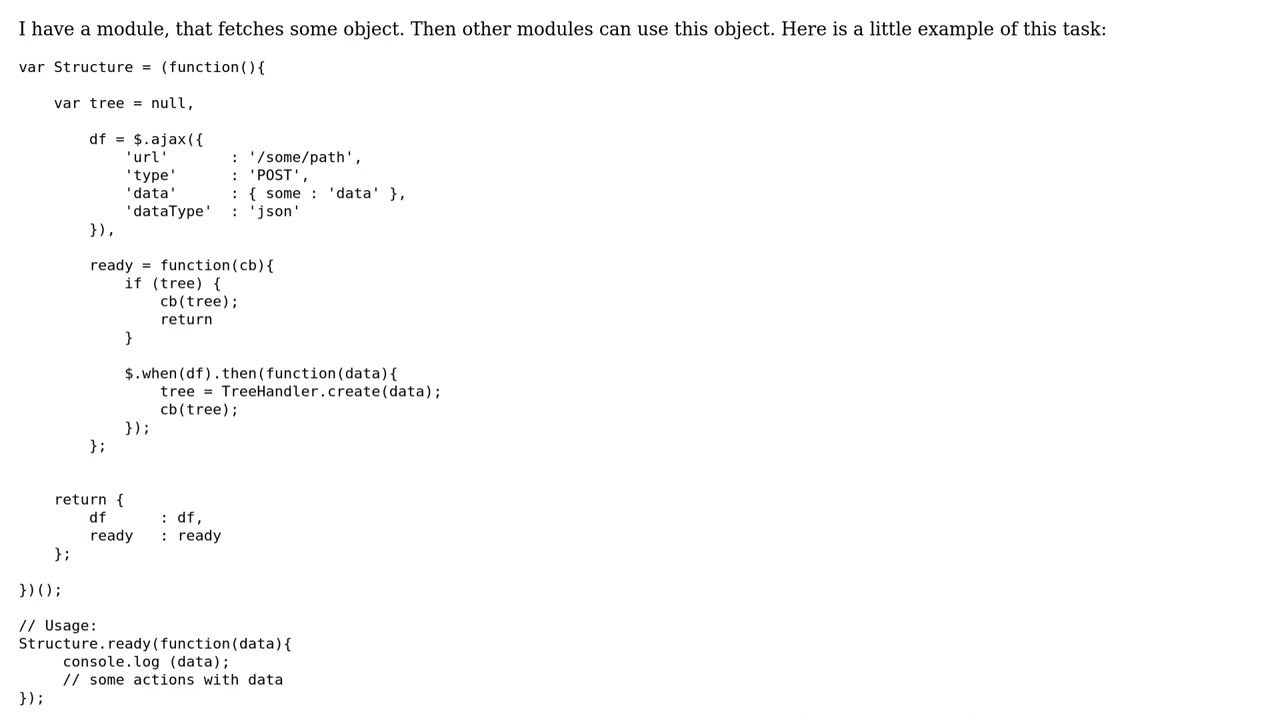 I have a module, that fetches some object. Then other modules can use this object. Here is a little example of this task:
var Structure = (function(){
    var tree = null,
        df = $.ajax({
            'url'       : '/some/path',
            'type'      : 'POST',
            'data'      : { some : 'data' },
            'dataType'  : 'json'
        }),
        ready = function(cb){
            if (tree) {
                cb(tree);
                return
            }
            $.when(df).then(function(data){
                tree = TreeHandler.create(data);
                cb(tree);
            });
        };
    return {
        df      : df,
        ready   : ready
    };
})();
// Usage:
Structure.ready(function(data){
     console.log (data);
     // some actions with data
});